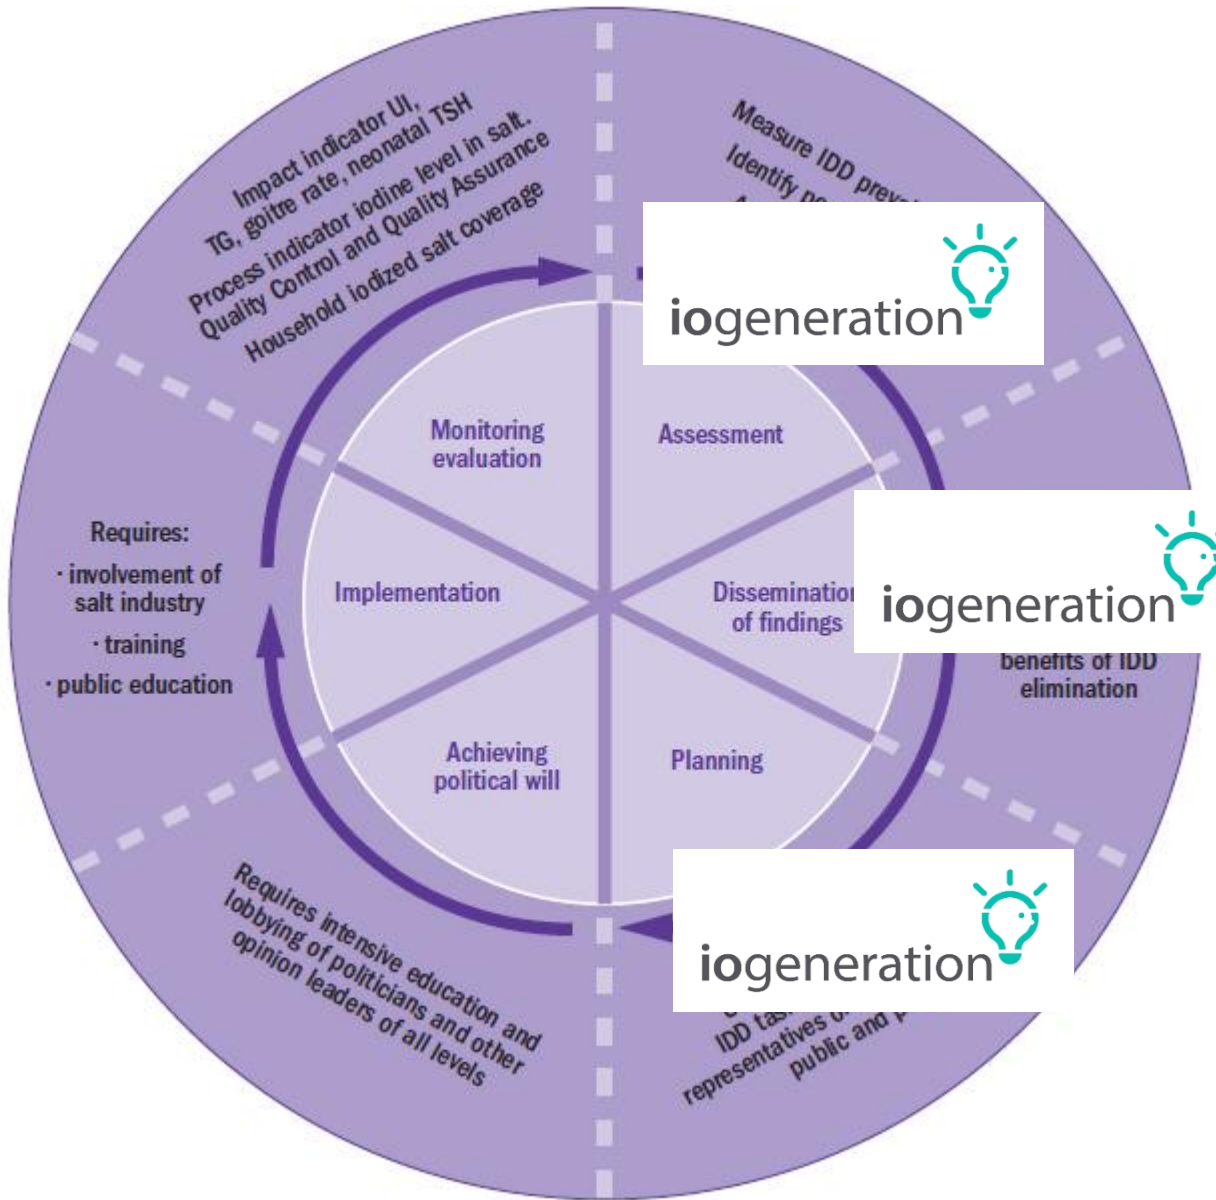 Impact indicator UI,
TG, goitre rate, neonatal TSH
Process indicator iodine level in salt.
Quality Control and Quality Assurance
Household iodized salt coverage
Measure IDD
Identify
iogeneration
Monitoring
evaluation
Assessment
Requires:
· involvement of
salt industry
· training
· public education
Implementation
Dissemination
of findings
iogeneration
benefits of IDD
elimination
Achieving
political will
Planning
Requires intensive education and
lobbying of politicians and other
opinion leaders of all levels
iogeneration
IDD
representatives
public and